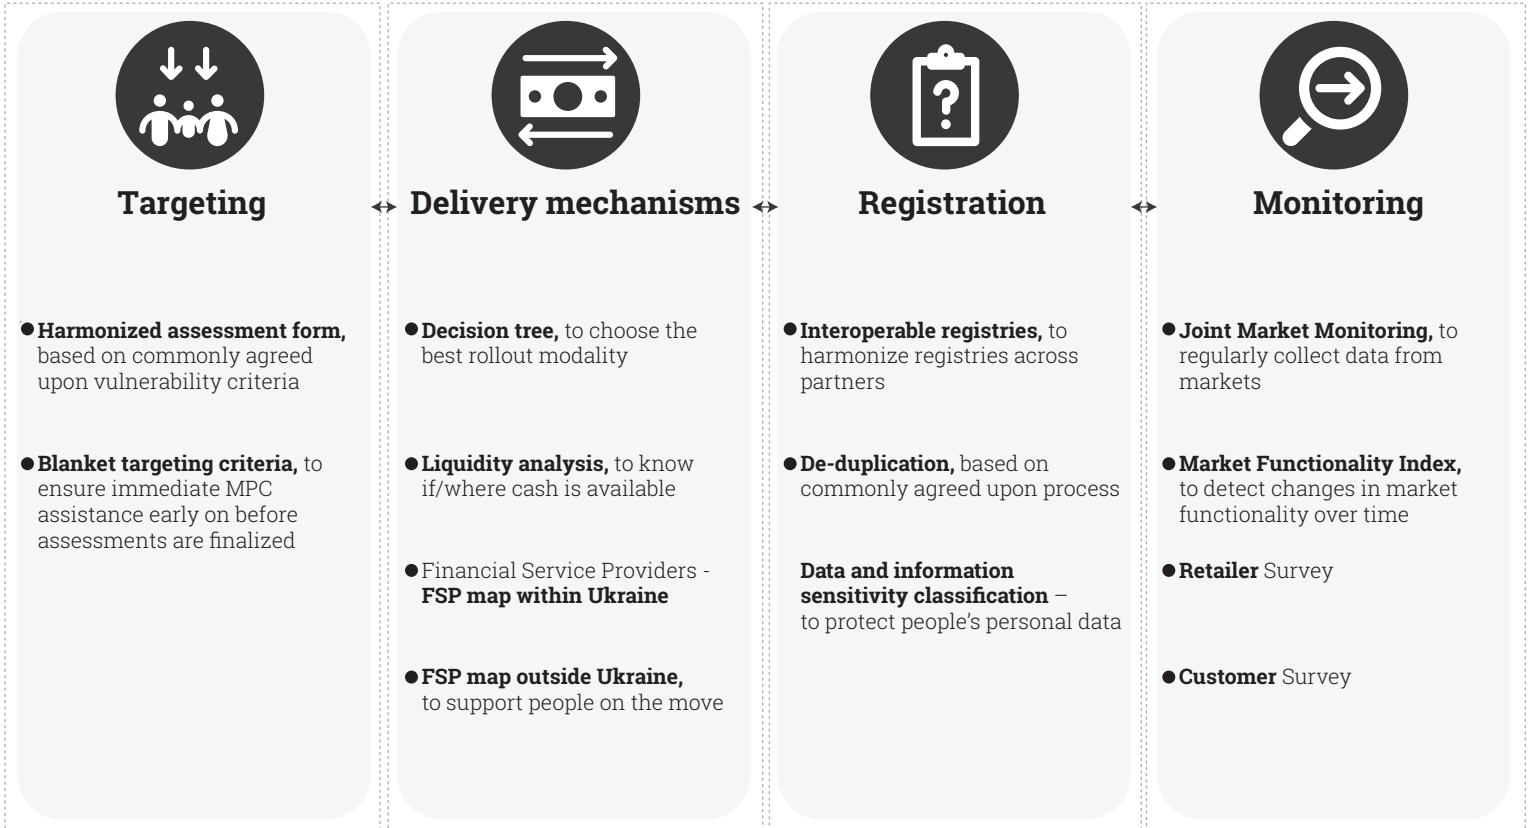 Targeting
● Harmonized assessment form,
based on commonly agreed
upon vulnerability criteria
● Blanket targeting criteria, to
ensure immediate MPC
assistance early on before
assessments are finalized
Delivery mechanisms
● Decision tree, to choose the
best rollout modality
● Liquidity analysis, to know
if/where cash is available
● Financial Service Providers -
FSP map within Ukraine
● FSP map outside Ukraine,
to support people on the move
?
Registration
● Interoperable registries, to
harmonize registries across
partners
● De-duplication, based on
commonly agreed upon process
Data and information
sensitivity classification –
to protect people’s personal data
Monitoring
● Joint Market Monitoring, to
regularly collect data from
markets
● Market Functionality Index,
to detect changes in market
functionality over time
● Retailer Survey
● Customer Survey